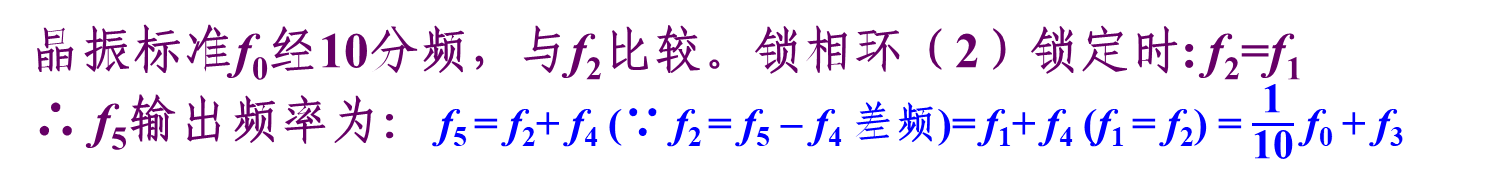 晶振标准f₀经10分频，与f₂比较。锁相环（2）锁定时:f₂=f₁
∴ f₅输出频率为： f₅=f₂+f₄(∵ f₂=f₅–f₄差频)=f₁+f₄(f₁=f₂)=1/10 f₀+f₃